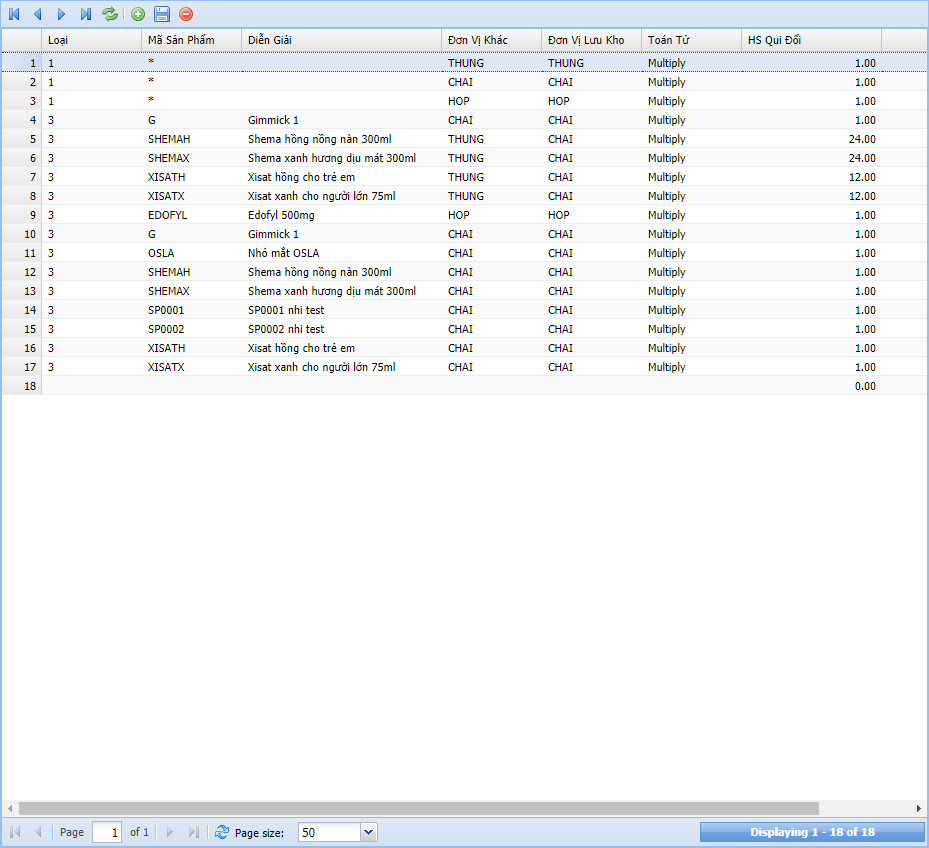 Loại Mã Sản Phẩm Diễn Giải Đơn Vị Khác Đơn Vị Lưu Kho Toán Tử HS Qui Đổi
1 1 * THUNG THUNG Multiply 1.00
2 1 * CHAI CHAI Multiply 1.00
3 1 * HOP HOP Multiply 1.00
4 3 G Gimmick 1 CHAI CHAI Multiply 1.00
5 3 SHEMAH Shema hồng nồng nàn 300ml THUNG CHAI Multiply 24.00
6 3 SHEMAX Shema xanh hương dịu mát 300ml THUNG CHAI Multiply 24.00
7 3 XISATH Xisat hồng cho trẻ em THUNG CHAI Multiply 12.00
8 3 XISATX Xisat xanh cho người lớn 75ml THUNG CHAI Multiply 12.00
9 3 EDOFYL Edofyl 500mg HOP HOP Multiply 1.00
10 3 G Gimmick 1 CHAI CHAI Multiply 1.00
11 3 OSLA Nhỏ mắt OSLA CHAI CHAI Multiply 1.00
12 3 SHEMAH Shema hồng nồng nàn 300ml CHAI CHAI Multiply 1.00
13 3 SHEMAX Shema xanh hương dịu mát 300ml CHAI CHAI Multiply 1.00
14 3 SP0001 SP0001 nhi test CHAI CHAI Multiply 1.00
15 3 SP0002 SP0002 nhi test CHAI CHAI Multiply 1.00
16 3 XISATH Xisat hồng cho trẻ em CHAI CHAI Multiply 1.00
17 3 XISATX Xisat xanh cho người lớn 75ml CHAI CHAI Multiply 1.00
18 0.00
Page 1 of 1 Page size: 50 Displaying 1 - 18 of 18